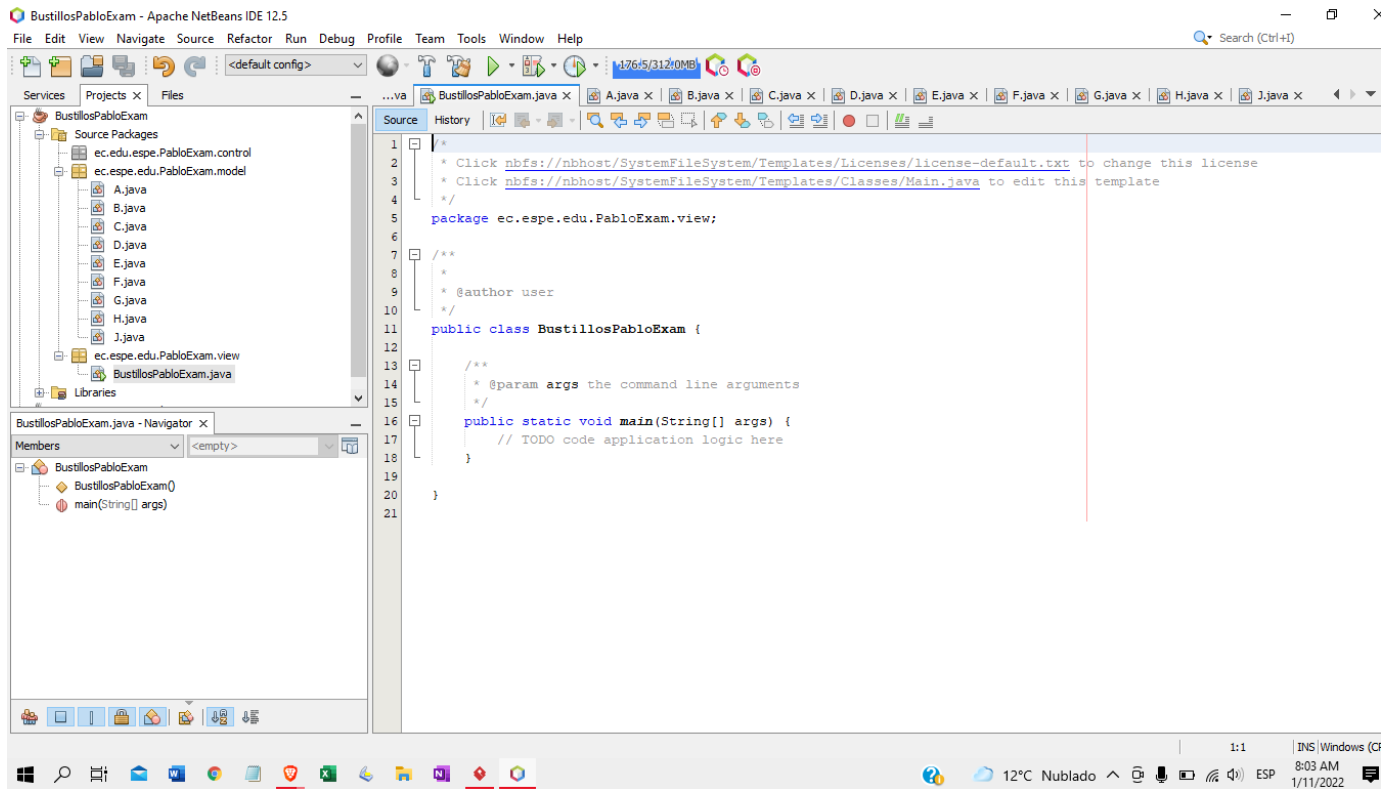 BustillosPabloExam - Apache NetBeans IDE 12.5
File Edit View Navigate Source Refactor Run Debug Profile Team Tools Window Help
Search (Ctrl+I)
<default config>
176.5/312.0MB
Services Projects Files
...va BustillosPabloExam.java A.java B.java C.java D.java E.java F.java G.java H.java J.java
Source History
BustillosPabloExam
Source Packages
ec.edu.espe.PabloExam.control
ec.espe.edu.PabloExam.model
A.java
B.java
C.java
D.java
E.java
F.java
G.java
H.java
J.java
ec.espe.edu.PabloExam.view
BustillosPabloExam.java
Libraries
BustillosPabloExam.java - Navigator
Members <empty>
BustillosPabloExam
BustillosPabloExam()
main(String[] args)
1 /*
2 * Click nbfs://nbhost/SystemFileSystem/Templates/Licenses/license-default.txt to change this license
3 * Click nbfs://nbhost/SystemFileSystem/Templates/Classes/Main.java to edit this template
4 */
5 package ec.espe.edu.PabloExam.view;
6
7 /**
8 *
9 * @author user
10 */
11 public class BustillosPabloExam {
12
13 /**
14 * @param args the command line arguments
15 */
16 public static void main(String[] args) {
17 // TODO code application logic here
18 }
19
20 }
21
1:1 INS Windows (CR
12°C Nublado ESP 8:03 AM
1/11/2022